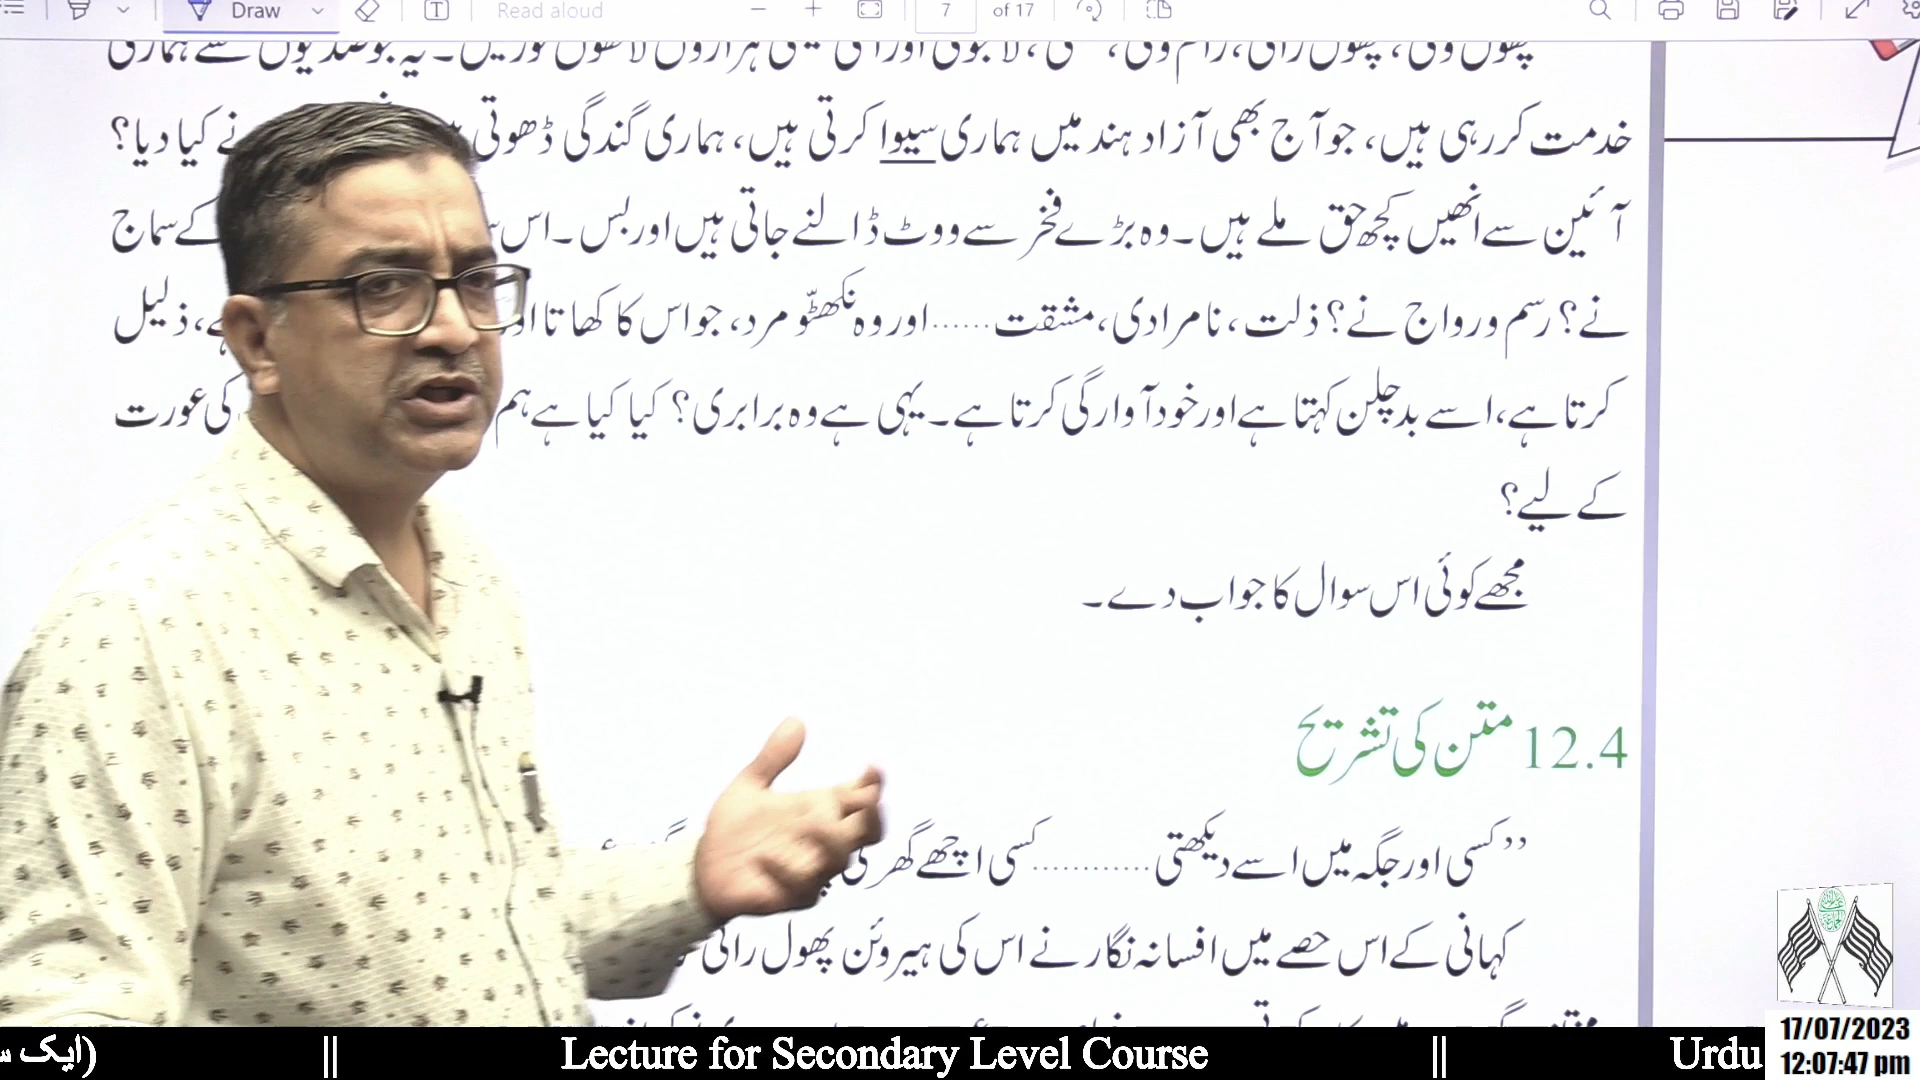 Draw
Read aloud
7
of 17
خدمت کر رہی ہیں، جو آج بھی آزاد ہند میں ہماری سیوا کرتی ہیں، ہماری گندگی ڈھوتی نے کیا دیا؟
آئین سے انھیں کچھ حق ملے ہیں۔ وہ بڑے فخر سے ووٹ ڈالنے جاتی ہیں اور بس۔ اس کے سماج
نے؟ رسم و رواج نے؟ ذلت، نامرادی، مشقت...... اور وہ نکھٹّو مرد، جو اس کا کھاتا ذلیل
کرتا ہے، اسے بدچلن کہتا ہے اور خود آوارگی کرتا ہے۔ یہی ہے وہ برابری؟ کیا کیا ہے ہم کی عورت
کے لیے؟
مجھے کوئی اس سوال کا جواب دے۔
12.4 متن کی تشریح
”کسی اور جگہ میں اسے دیکھتی............کسی اچھے گھر کی
کہانی کے اس حصے میں افسانہ نگار نے اس کی ہیروئن پھول رانی
(ایک || Lecture for Secondary Level Course || Urdu
17/07/2023
12:07:47 pm